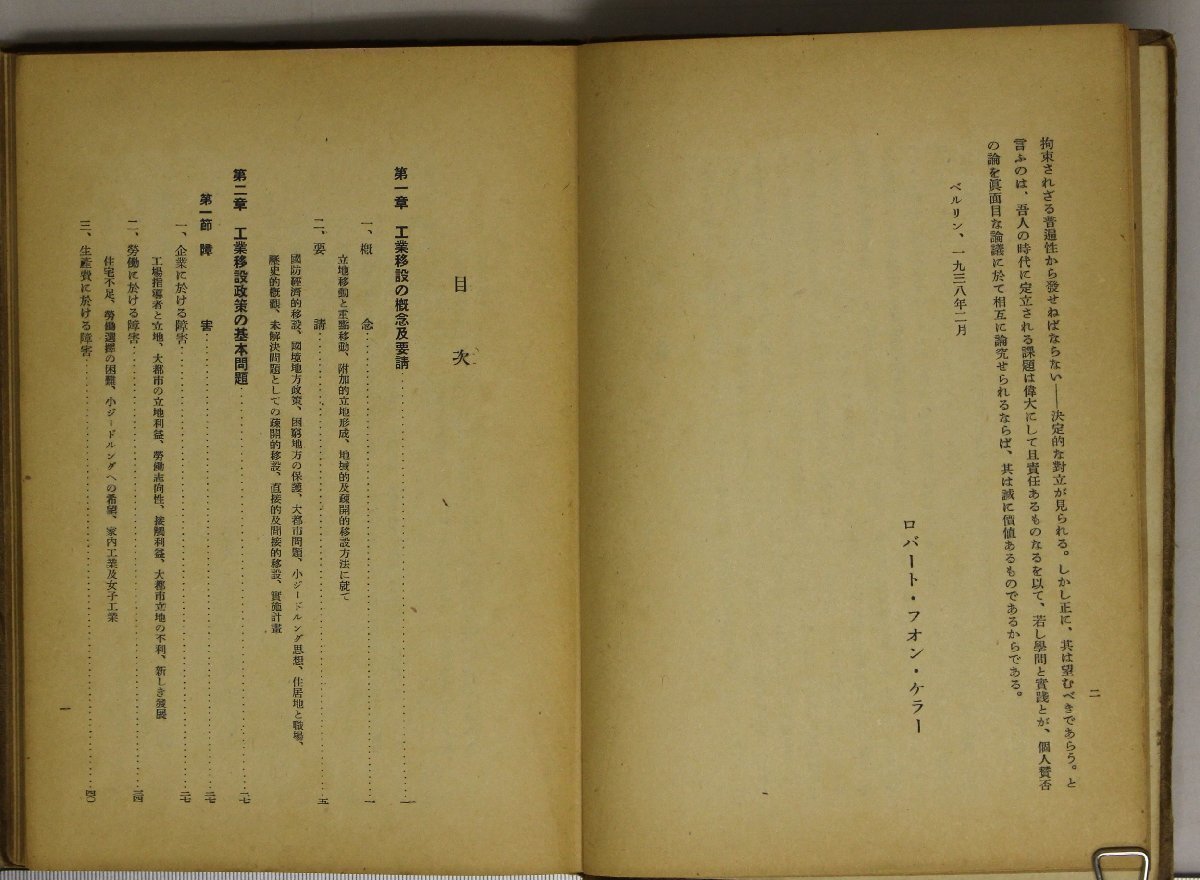 二
拘束されざる普遍性から發せねばならない——決定的な對立が見られる。しかし正に、其は望むべきであらう。と
言ふのは、吾人の時代に定立される課題は偉大にして且責任あるものなるを以て、若し學問と實踐とが、個人贊否
の論を眞面目な論議に於て相互に論究せられるならば、其は誠に價値あるものであるからである。
ベルリン、一九三八年二月
ロバート・フオン・ケラー
目次
第一章 工業移設の概念及要請……………一
一、概念……………一
立地移動と重點移動、附加的立地形成、地域的及疎開的移設方法に就て
二、要請……………五
國防經濟的移設、國境地方政策、困窮地方の保護、大都市問題、小ジードルング思想、住居地と職場、
歷史的槪觀、未解決問題としての疎開的移設、直接的及間接的移設、實施計畫
第二章 工業移設政策の基本問題……………二七
第一節 障害……………二七
一、企業に於ける障害……………二七
工場指導者と立地、大都市の立地利益、勞働志向性、接觸利益、大都市立地の不利、新しき發展
二、勞働に於ける障害……………三四
住宅不足、勞働選擇の困難、小ジードルングへの希望、家內工業及女子工業
三、生產費に於ける障害……………四〇
一